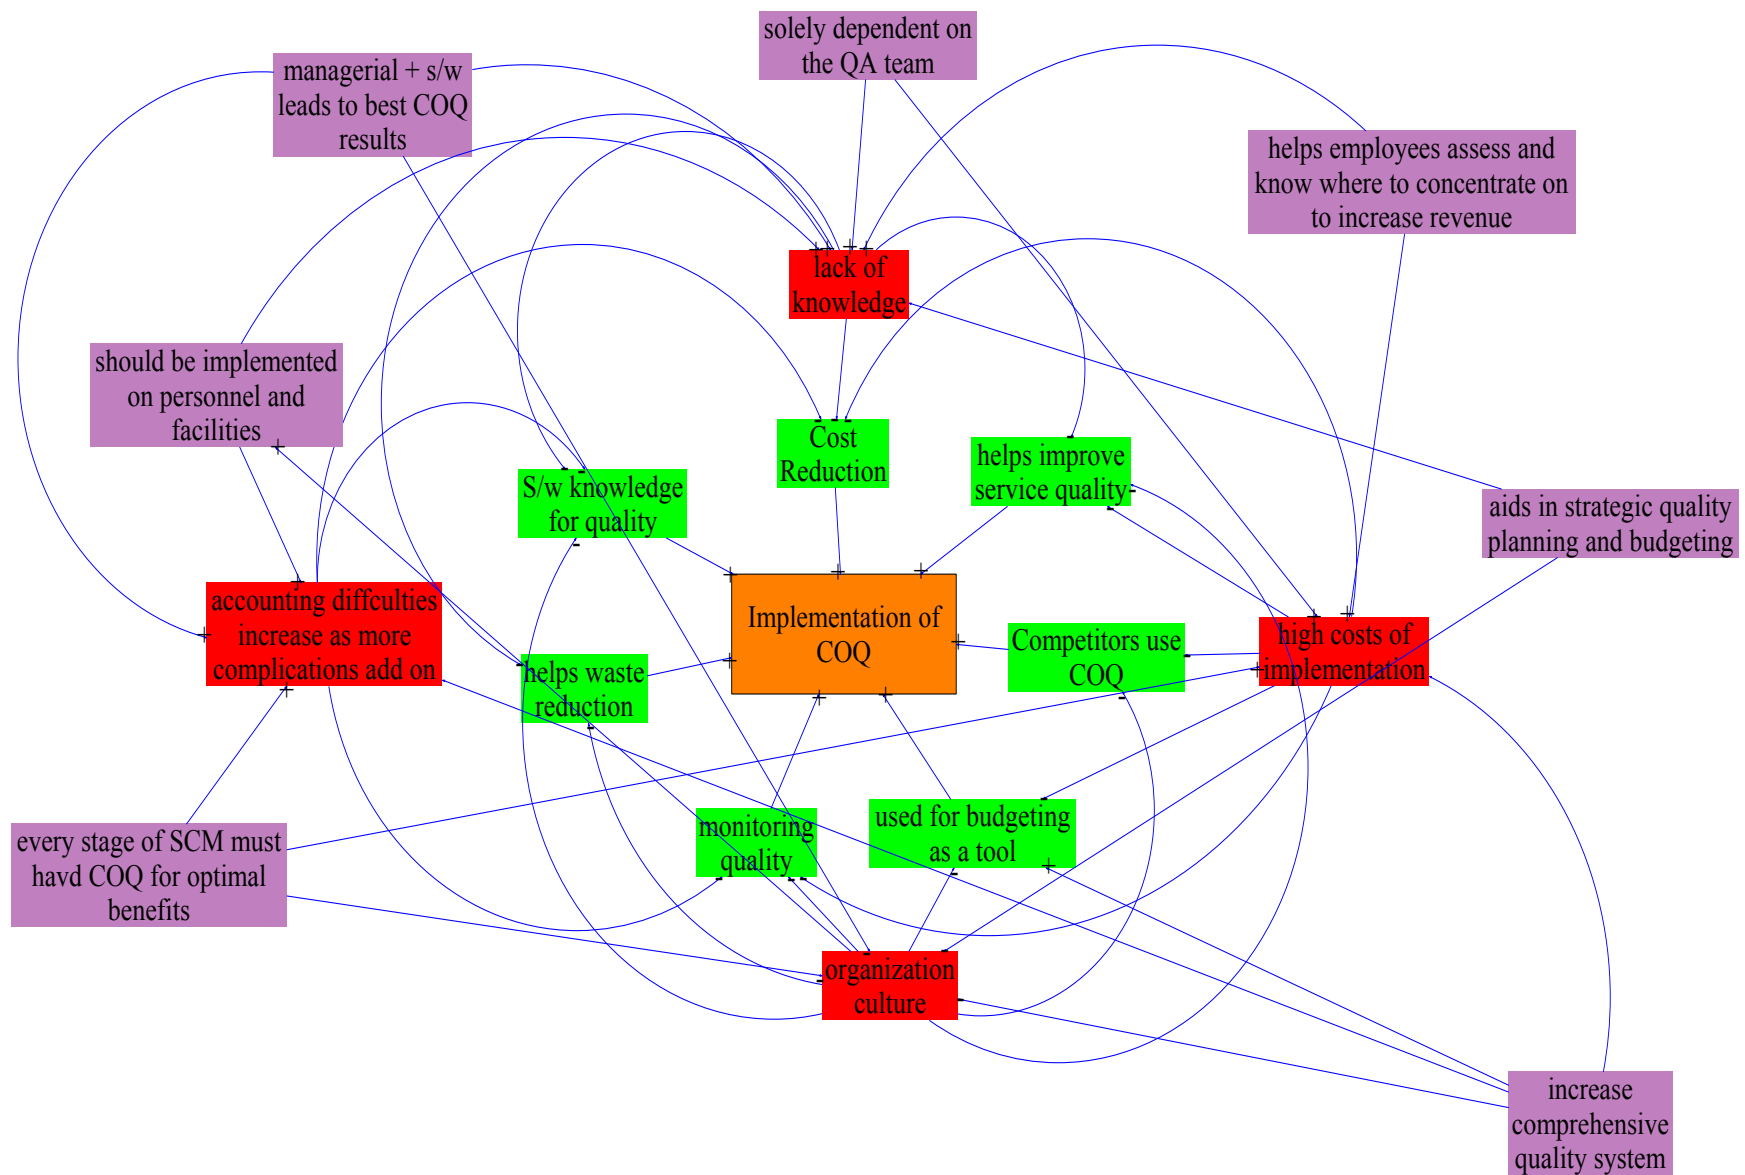 solely dependent on
the QA team
managerial + s/w
leads to best COQ
results
helps employees assess and
know where to concentrate on
to increase revenue
lack of
knowledge
should be implemented
on personnel and
facilities
Cost
Reduction
helps improve
service quality
S/w knowledge
for quality
aids in strategic quality
planning and budgeting
accounting diffculties
increase as more
complications add on
Implementation of
COQ
Competitors use
COQ
high costs of
implementation
helps waste
reduction
monitoring
quality
used for budgeting
as a tool
every stage of SCM must
havd COQ for optimal
benefits
organization
culture
increase
comprehensive
quality system